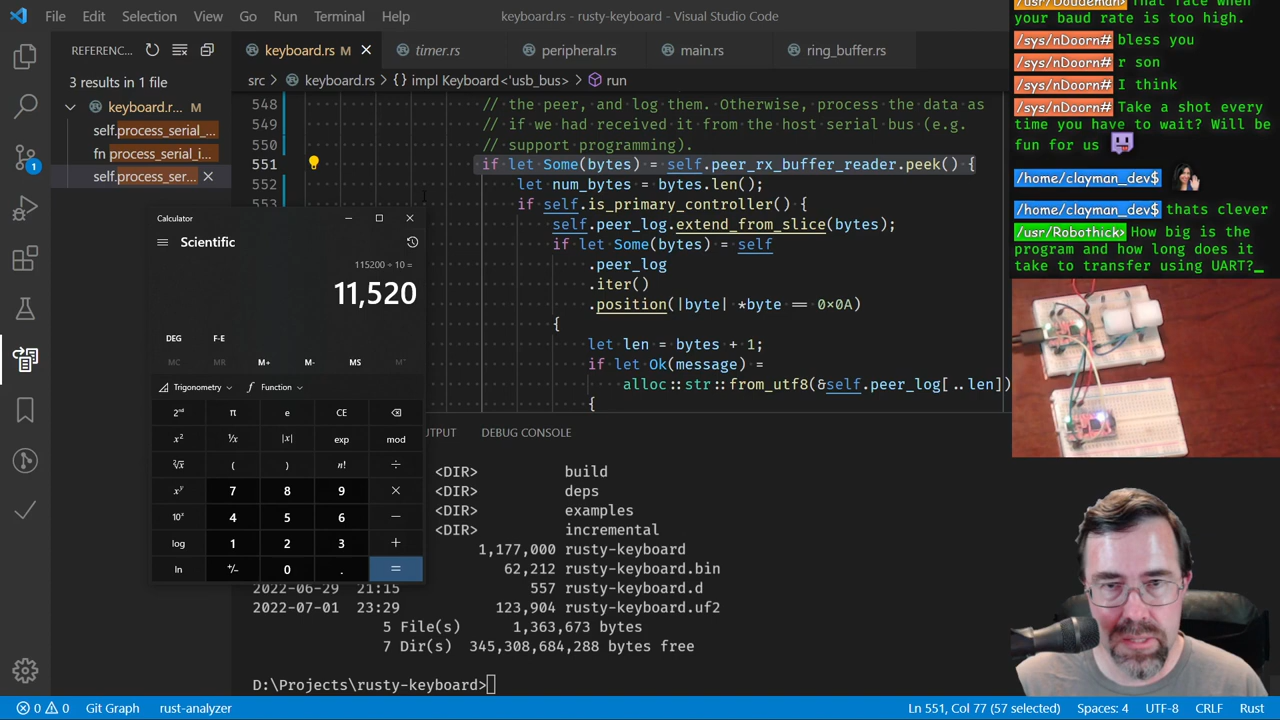 File Edit Selection View Go Run Terminal Help
keyboard.rs - rusty-keyboard - Visual Studio Code
REFERENC...
3 results in 1 file
keyboard.r... M
self.process_serial_...
fn process_serial_i...
self.process_ser...
1
keyboard.rs M
timer.rs
peripheral.rs
main.rs
ring_buffer.rs
src > keyboard.rs > {} impl Keyboard<'usb_bus> > run
548 // the peer, and log them. Otherwise, process the data as
549 // if we had received it from the host serial bus (e.g.
550 // support programming).
551 if let Some(bytes) = self.peer_rx_buffer_reader.peek() {
552 let num_bytes = bytes.len();
553 if self.is_primary_controller() {
self.peer_log.extend_from_slice(bytes);
if let Some(bytes) = self
.peer_log
.iter()
.position(|byte| *byte == 0x0A)
{
let len = bytes + 1;
if let Ok(message) =
alloc::str::from_utf8(&self.peer_log[..len])
{
Calculator
Scientific
115200 ÷ 10 =
11,520
DEG F-E
MC MR M+ M- MS M˅
Trigonometry Function
2ⁿᵈ π e CE
x² ¹/x |x| exp mod
²√x ( ) n! ÷
xʸ 7 8 9 ×
10ˣ 4 5 6 −
log 1 2 3 +
ln +/− 0 . =
UTPUT DEBUG CONSOLE
<DIR> build
<DIR> deps
<DIR> examples
<DIR> incremental
1,177,000 rusty-keyboard
62,212 rusty-keyboard.bin
2022-06-29 21:15 557 rusty-keyboard.d
2022-07-01 23:29 123,904 rusty-keyboard.uf2
5 File(s) 1,363,673 bytes
7 Dir(s) 345,308,684,288 bytes free
D:\Projects\rusty-keyboard>
0 0 Git Graph rust-analyzer
Ln 551, Col 77 (57 selected) Spaces: 4 UTF-8 CRLF Rust
/usr/Doudeman> That face when
your baud rate is too high.
/sys/nDoorn# bless you
/sys/nDoorn# r son
/sys/nDoorn# I think
/sys/nDoorn# Take a shot every
time you have to wait? Will be
fun for us
/home/clayman_dev$
/home/clayman_dev$ thats clever
/usr/Robothick> How big is the
program and how long does it
take to transfer using UART?_